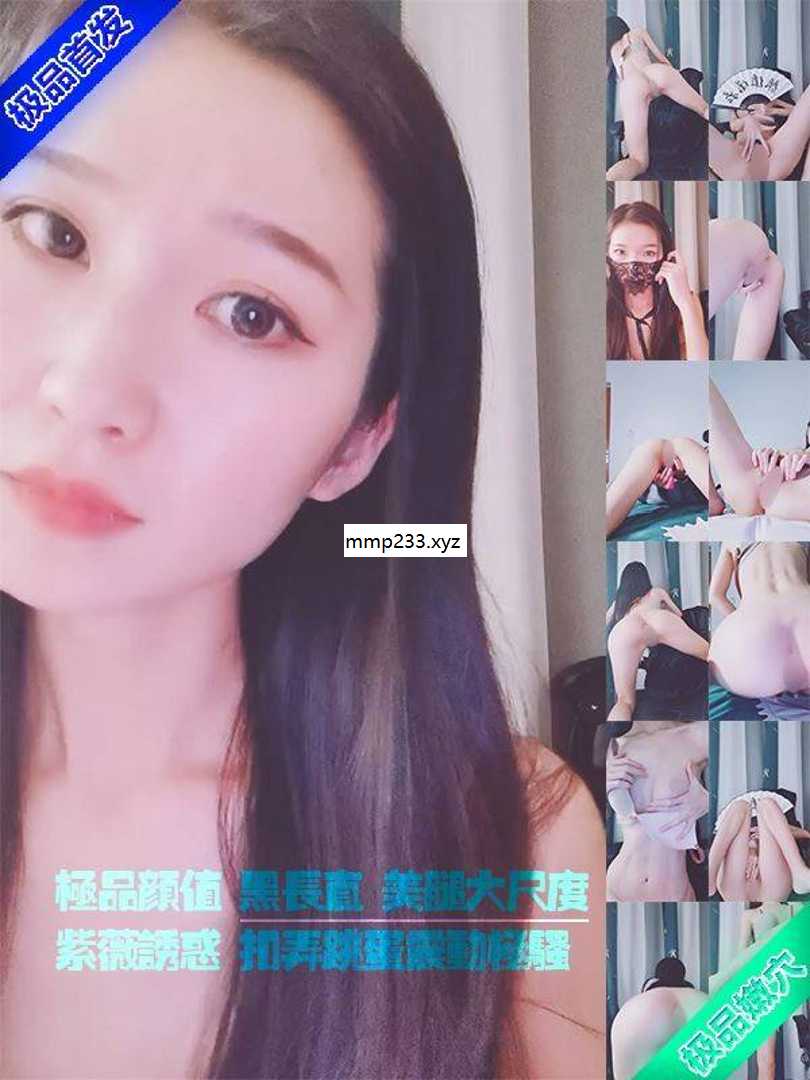 极品首发
mmp233.xyz
極品顏值 黑長直 美腿大尺度
紫薇誘惑 扣弄跳蛋震動極騷
极品嫩穴